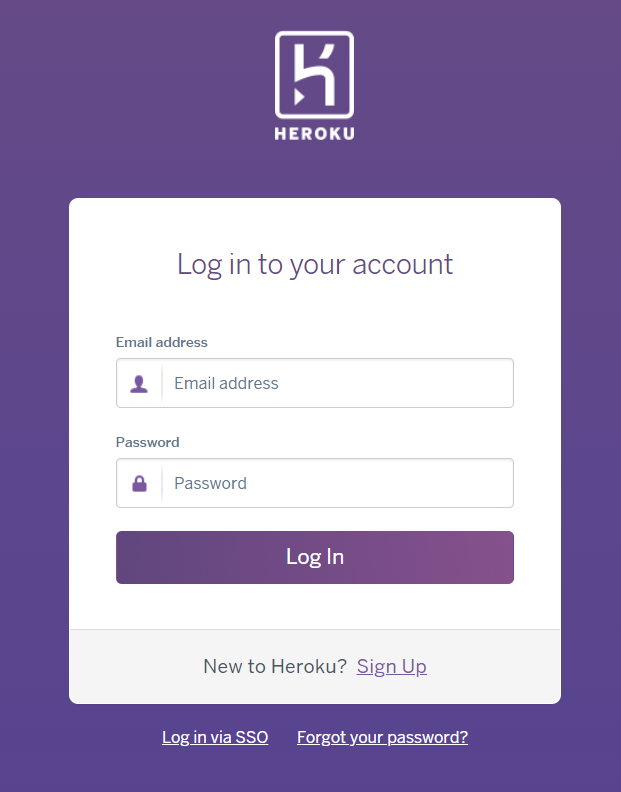 HEROKU
Log in to your account
Email address
Email address
Password
Password
Log In
New to Heroku? Sign Up
Log in via SSO Forgot your password?